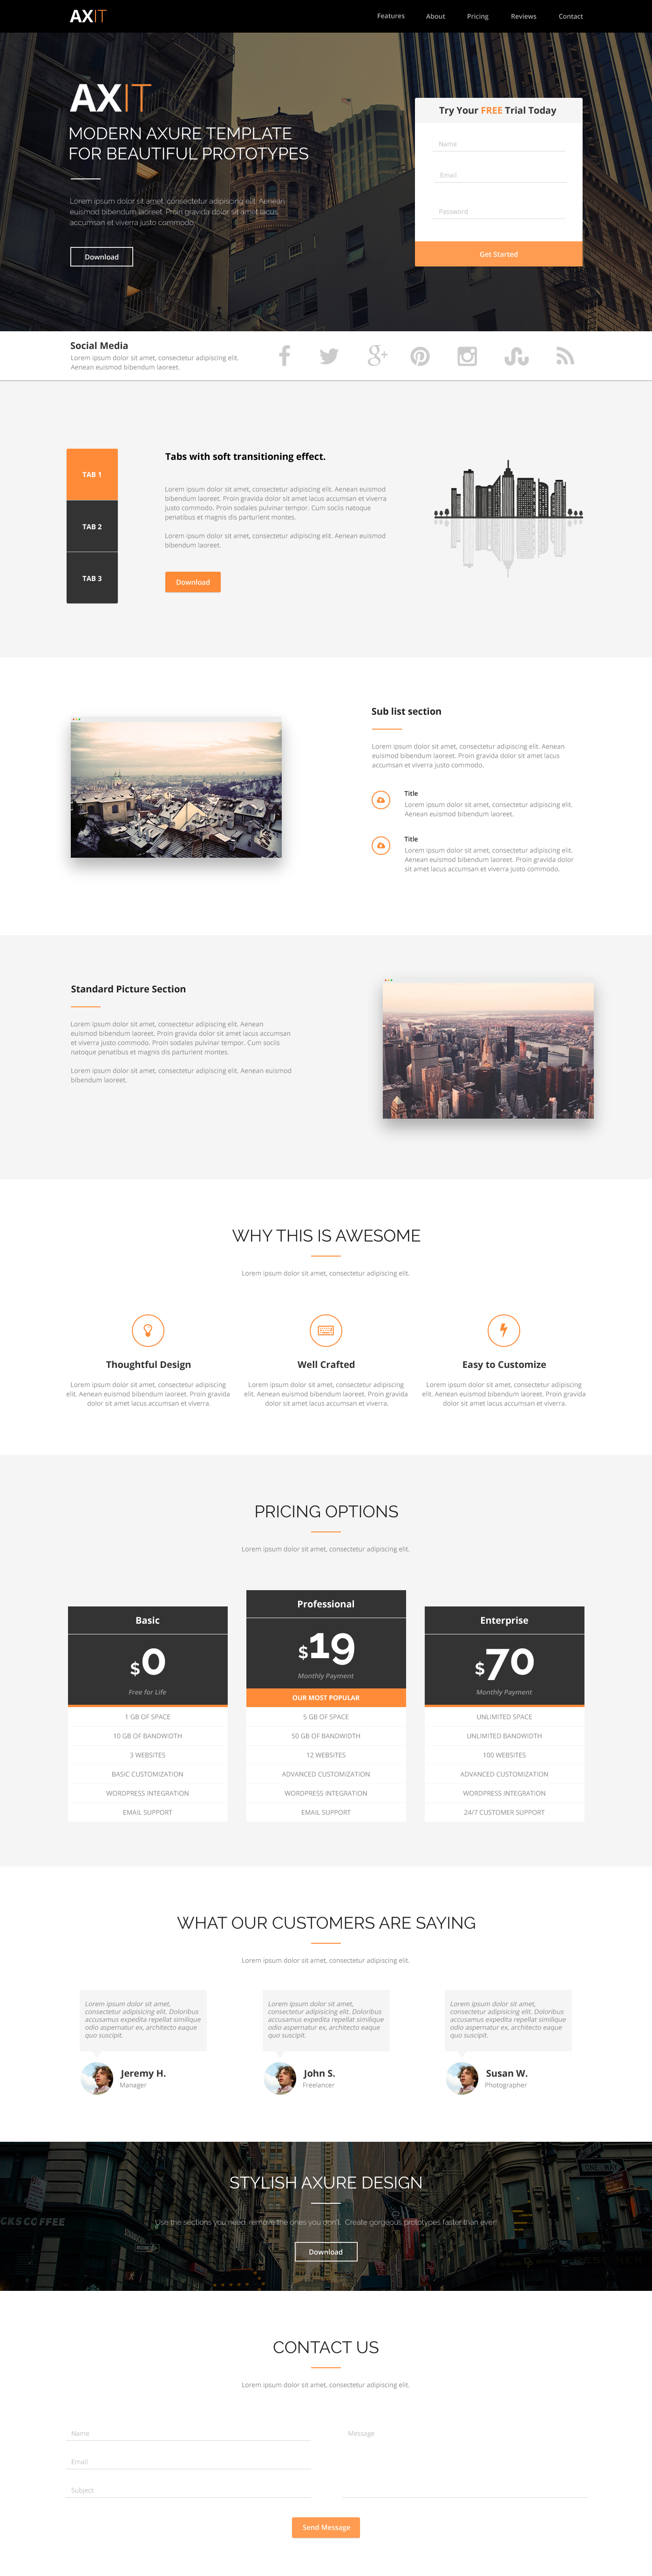 AXIT
Features About Pricing Reviews Contact
AXIT
MODERN AXURE TEMPLATE
FOR BEAUTIFUL PROTOTYPES
Lorem ipsum dolor sit amet, consectetur adipiscing elit. Aenean
euismod bibendum laoreet. Proin gravida dolor sit amet lacus
accumsan et viverra justo commodo.
Download
Try Your FREE Trial Today
Name
Email
Password
Get Started
Social Media
Lorem ipsum dolor sit amet, consectetur adipiscing elit.
Aenean euismod bibendum laoreet.
TAB 1
TAB 2
TAB 3
Tabs with soft transitioning effect.
Lorem ipsum dolor sit amet, consectetur adipiscing elit. Aenean euismod
bibendum laoreet. Proin gravida dolor sit amet lacus accumsan et viverra
justo commodo. Proin sodales pulvinar tempor. Cum sociis natoque
penatibus et magnis dis parturient montes.
Lorem ipsum dolor sit amet, consectetur adipiscing elit. Aenean euismod
bibendum laoreet.
Download
Sub list section
Lorem ipsum dolor sit amet, consectetur adipiscing elit. Aenean
euismod bibendum laoreet. Proin gravida dolor sit amet lacus
accumsan et viverra justo commodo.
Title
Lorem ipsum dolor sit amet, consectetur adipiscing elit.
Aenean euismod bibendum laoreet.
Title
Lorem ipsum dolor sit amet, consectetur adipiscing elit.
Aenean euismod bibendum laoreet. Proin gravida dolor
sit amet lacus accumsan et viverra justo commodo.
Standard Picture Section
Lorem ipsum dolor sit amet, consectetur adipiscing elit. Aenean
euismod bibendum laoreet. Proin gravida dolor sit amet lacus accumsan
et viverra justo commodo. Proin sodales pulvinar tempor. Cum sociis
natoque penatibus et magnis dis parturient montes.
Lorem ipsum dolor sit amet, consectetur adipiscing elit. Aenean euismod
bibendum laoreet.
WHY THIS IS AWESOME
Lorem ipsum dolor sit amet, consectetur adipiscing elit.
Thoughtful Design
Lorem ipsum dolor sit amet, consectetur adipiscing
elit. Aenean euismod bibendum laoreet. Proin gravida
dolor sit amet lacus accumsan et viverra.
Well Crafted
Lorem ipsum dolor sit amet, consectetur adipiscing
elit. Aenean euismod bibendum laoreet. Proin gravida
dolor sit amet lacus accumsan et viverra.
Easy to Customize
Lorem ipsum dolor sit amet, consectetur adipiscing
elit. Aenean euismod bibendum laoreet. Proin gravida
dolor sit amet lacus accumsan et viverra.
PRICING OPTIONS
Lorem ipsum dolor sit amet, consectetur adipiscing elit.
Basic
$0
Free for Life
1 GB OF SPACE
10 GB OF BANDWIDTH
3 WEBSITES
BASIC CUSTOMIZATION
WORDPRESS INTEGRATION
EMAIL SUPPORT
Professional
$19
Monthly Payment
OUR MOST POPULAR
5 GB OF SPACE
50 GB OF BANDWIDTH
12 WEBSITES
ADVANCED CUSTOMIZATION
WORDPRESS INTEGRATION
EMAIL SUPPORT
Enterprise
$70
Monthly Payment
UNLIMITED SPACE
UNLIMITED BANDWIDTH
100 WEBSITES
ADVANCED CUSTOMIZATION
WORDPRESS INTEGRATION
24/7 CUSTOMER SUPPORT
WHAT OUR CUSTOMERS ARE SAYING
Lorem ipsum dolor sit amet, consectetur adipiscing elit.
Lorem ipsum dolor sit amet,
consectetur adipisicing elit. Doloribus
accusamus expedita repellat similique
odio aspernatur ex, architecto eaque
quo suscipit.
Jeremy H.
Manager
Lorem ipsum dolor sit amet,
consectetur adipisicing elit. Doloribus
accusamus expedita repellat similique
odio aspernatur ex, architecto eaque
quo suscipit.
John S.
Freelancer
Lorem ipsum dolor sit amet,
consectetur adipisicing elit. Doloribus
accusamus expedita repellat similique
odio aspernatur ex, architecto eaque
quo suscipit.
Susan W.
Photographer
STYLISH AXURE DESIGN
Use the sections you need, remove the ones you don't. Create gorgeous prototypes faster than ever!
Download
CKS COFFEE
ONE WAY
CONTACT US
Lorem ipsum dolor sit amet, consectetur adipiscing elit.
Name
Email
Subject
Message
Send Message